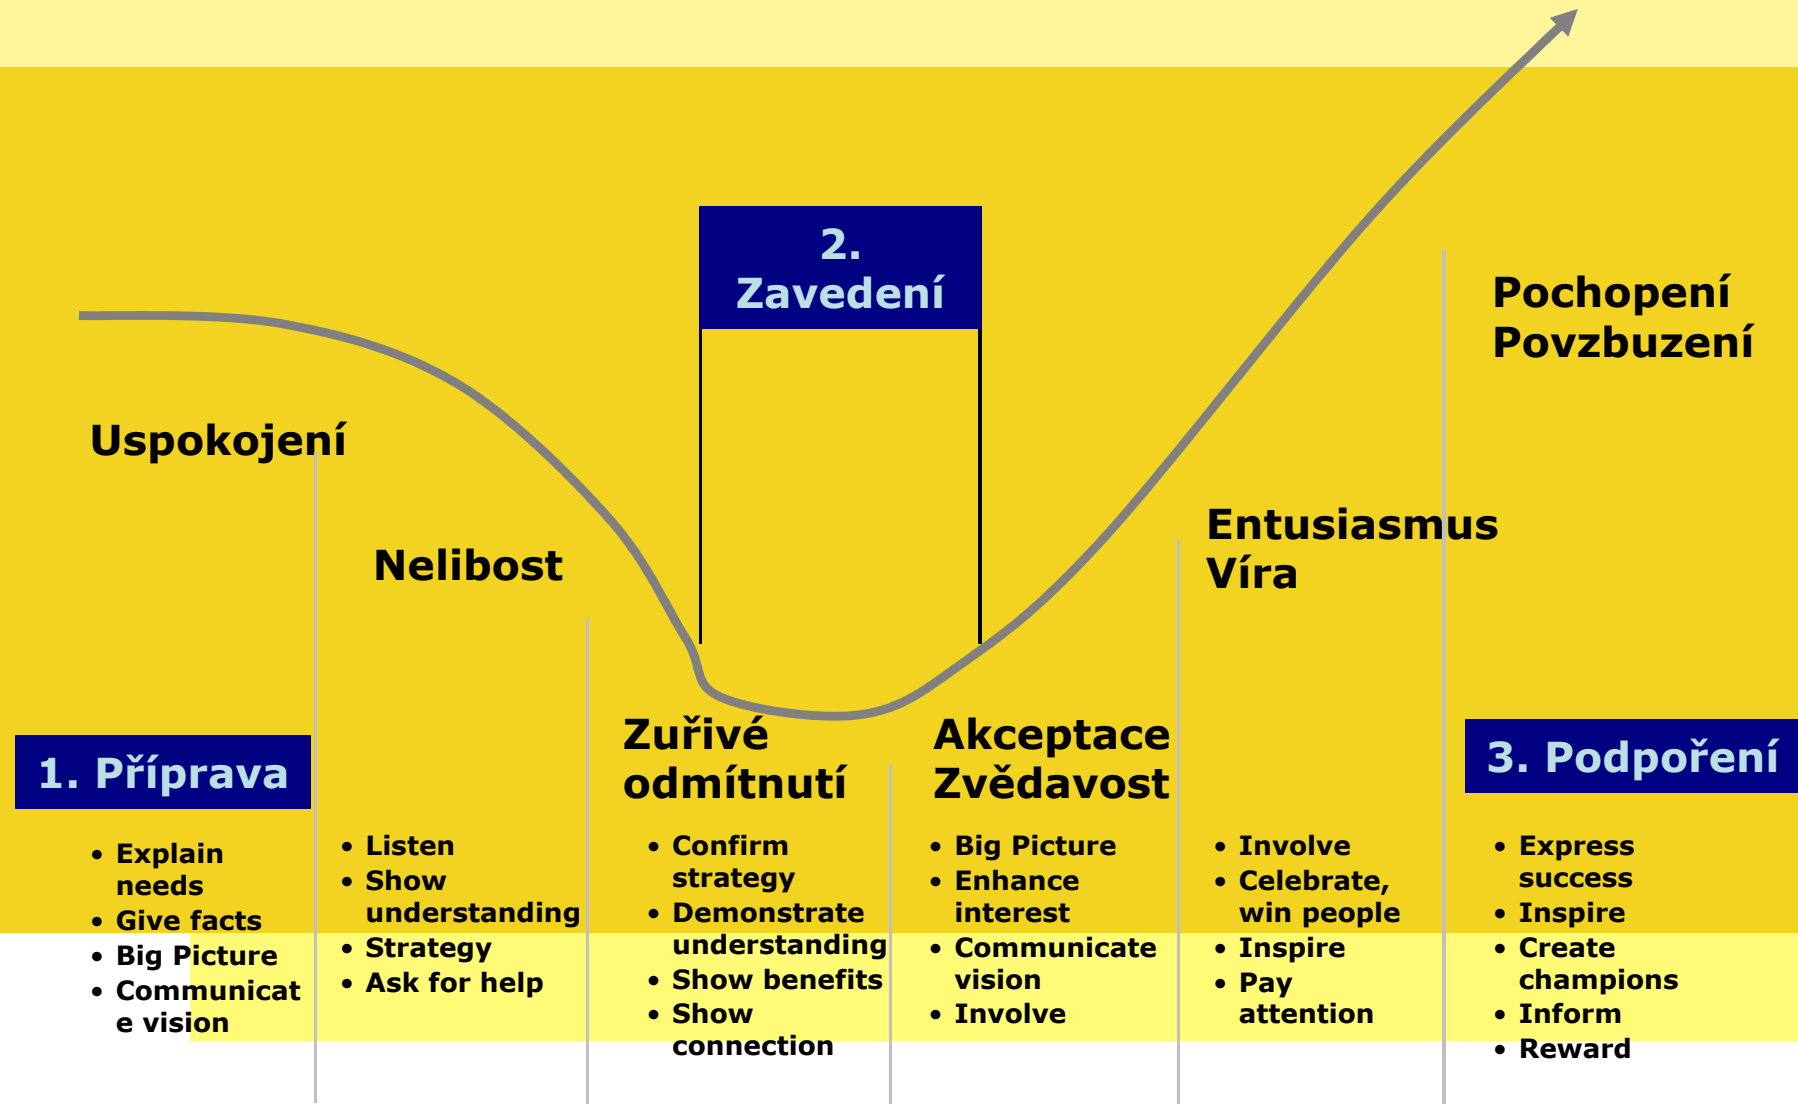 2.
Zavedení
Pochopení
Povzbuzení
Uspokojení
Nelibost
Entusiasmus
Víra
Zuřivé
odmítnutí
Akceptace
Zvědavost
1. Příprava
3. Podpoření
• Explain
needs
• Give facts
• Big Picture
• Communicat
e vision
• Listen
• Show
understanding
• Strategy
• Ask for help
• Confirm
strategy
• Demonstrate
understanding
• Show benefits
• Show
connection
• Big Picture
• Enhance
interest
• Communicate
vision
• Involve
• Involve
• Celebrate,
win people
• Inspire
• Pay
attention
• Express
success
• Inspire
• Create
champions
• Inform
• Reward